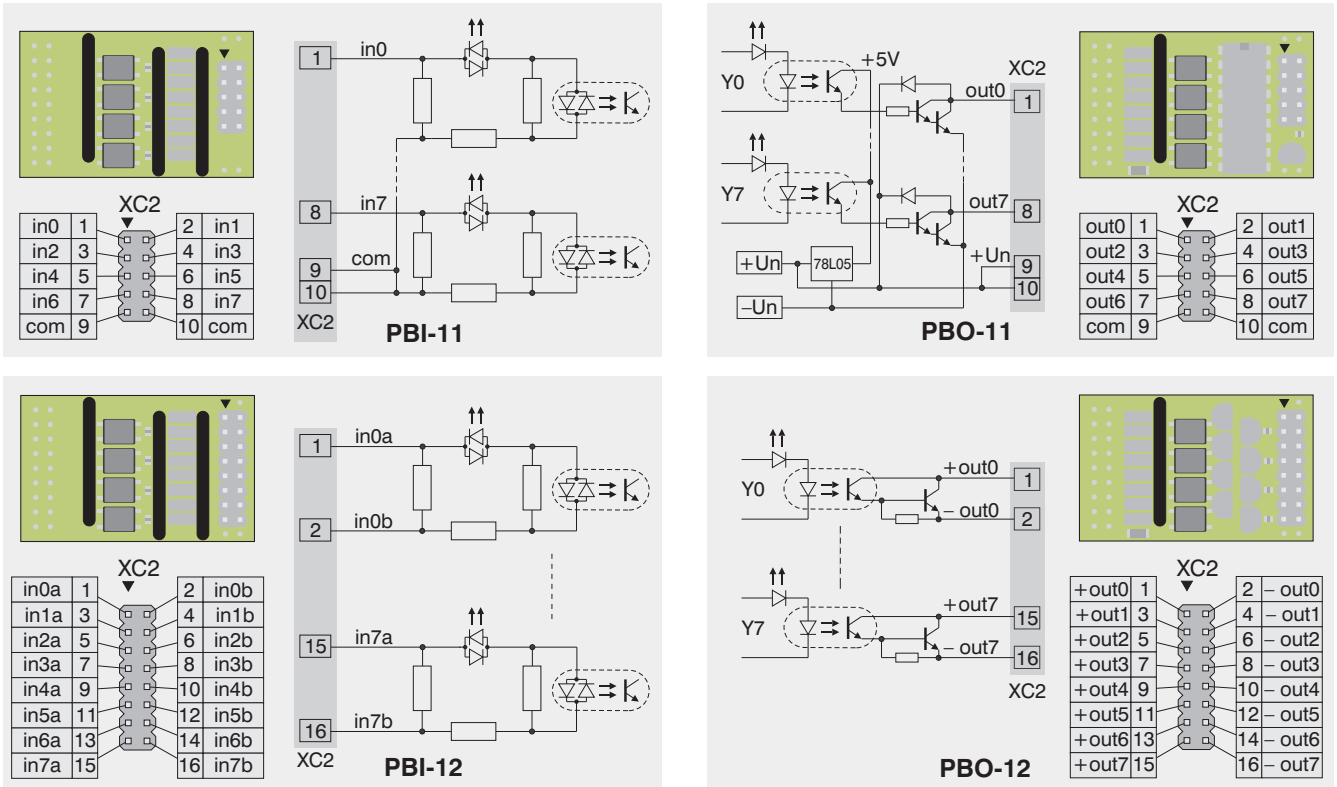 1 in0
8 in7
9 com
10
XC2
PBI-11
XC2
in0 1 2 in1
in2 3 4 in3
in4 5 6 in5
in6 7 8 in7
com 9 10 com
Y0
+5V
XC2
out0 1
Y7
out7 8
+Un 78L05 +Un 9
10
−Un
PBO-11
XC2
out0 1 2 out1
out2 3 4 out3
out4 5 6 out5
out6 7 8 out7
com 9 10 com
1 in0a
2 in0b
15 in7a
16 in7b
XC2
PBI-12
XC2
in0a 1 2 in0b
in1a 3 4 in1b
in2a 5 6 in2b
in3a 7 8 in3b
in4a 9 10 in4b
in5a 11 12 in5b
in6a 13 14 in6b
in7a 15 16 in7b
Y0
+out0 1
− out0 2
Y7
+out7 15
− out7 16
XC2
PBO-12
XC2
+out0 1 2 − out0
+out1 3 4 − out1
+out2 5 6 − out2
+out3 7 8 − out3
+out4 9 10 − out4
+out5 11 12 − out5
+out6 13 14 − out6
+out7 15 16 − out7